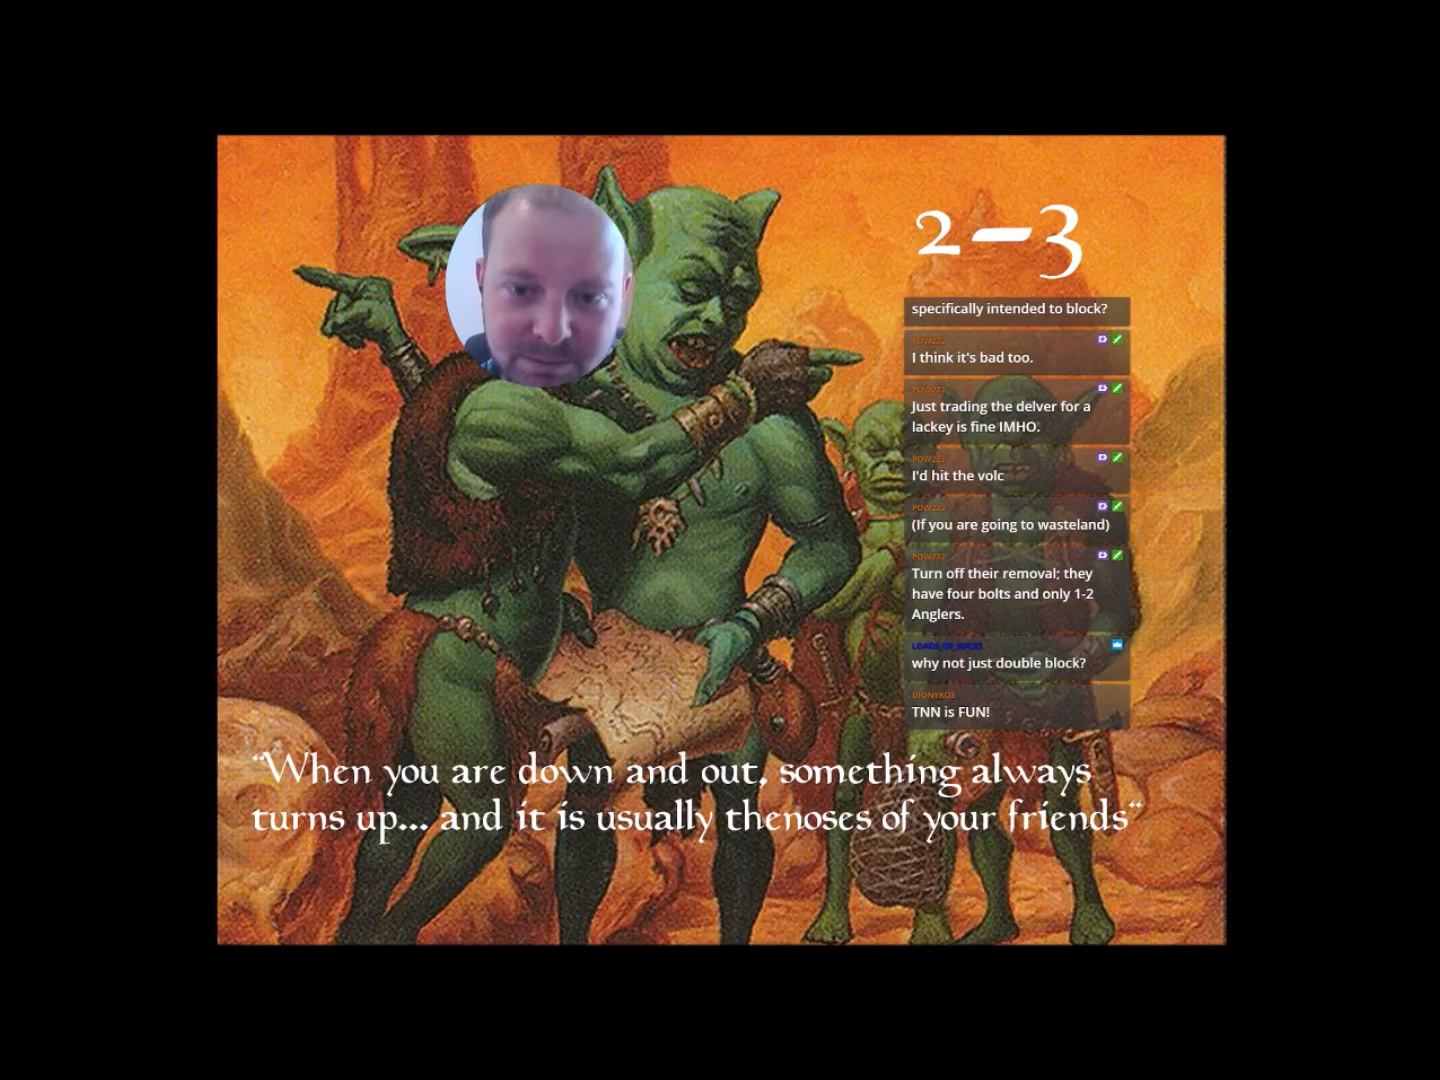 2-3
specifically intended to block?
POW222
I think it's bad too.
POW222
Just trading the delver for a
lackey is fine IMHO.
POW222
I'd hit the volc
POW222
(If you are going to wasteland)
POW222
Turn off their removal; they
have four bolts and only 1-2
Anglers.
LOADS_OF_SOCKS
why not just double block?
DIONYKOS
TNN is FUN!
"When you are down and out, something always
turns up... and it is usually thenoses of your friends"